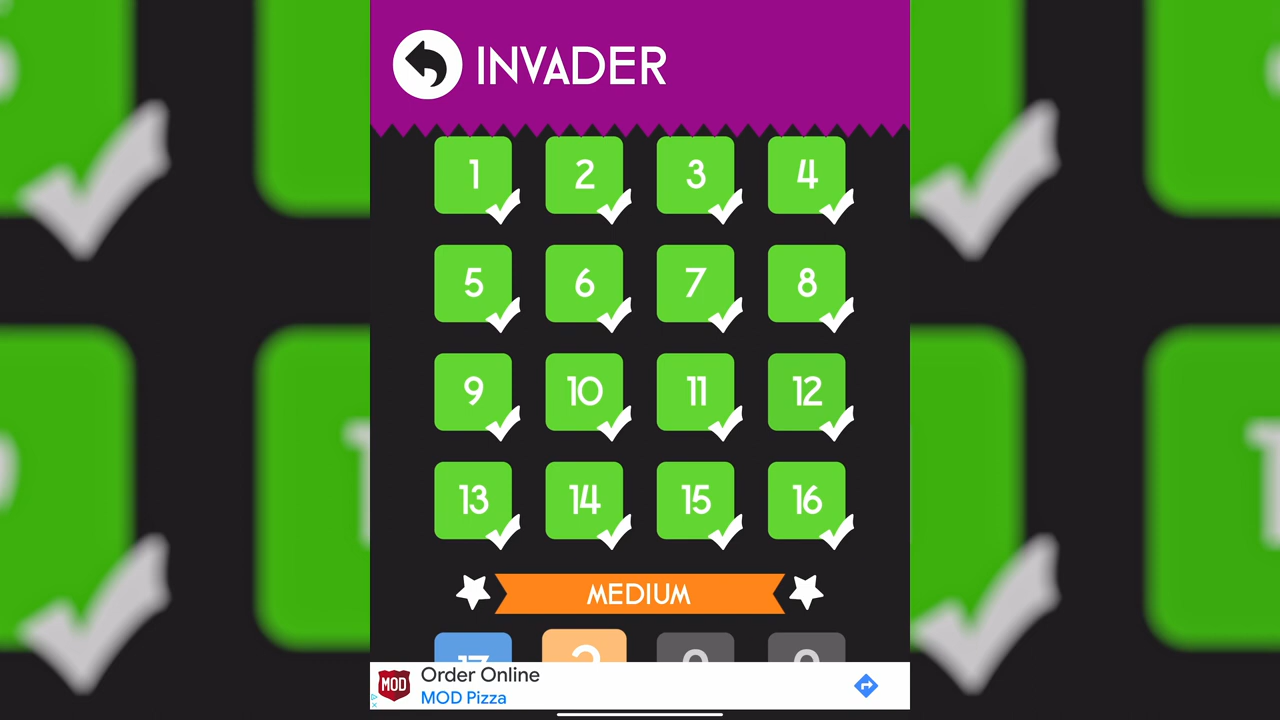 INVADER
1 2 3 4
5 6 7 8
9 10 11 12
13 14 15 16
MEDIUM
17
MOD
Order Online
MOD Pizza